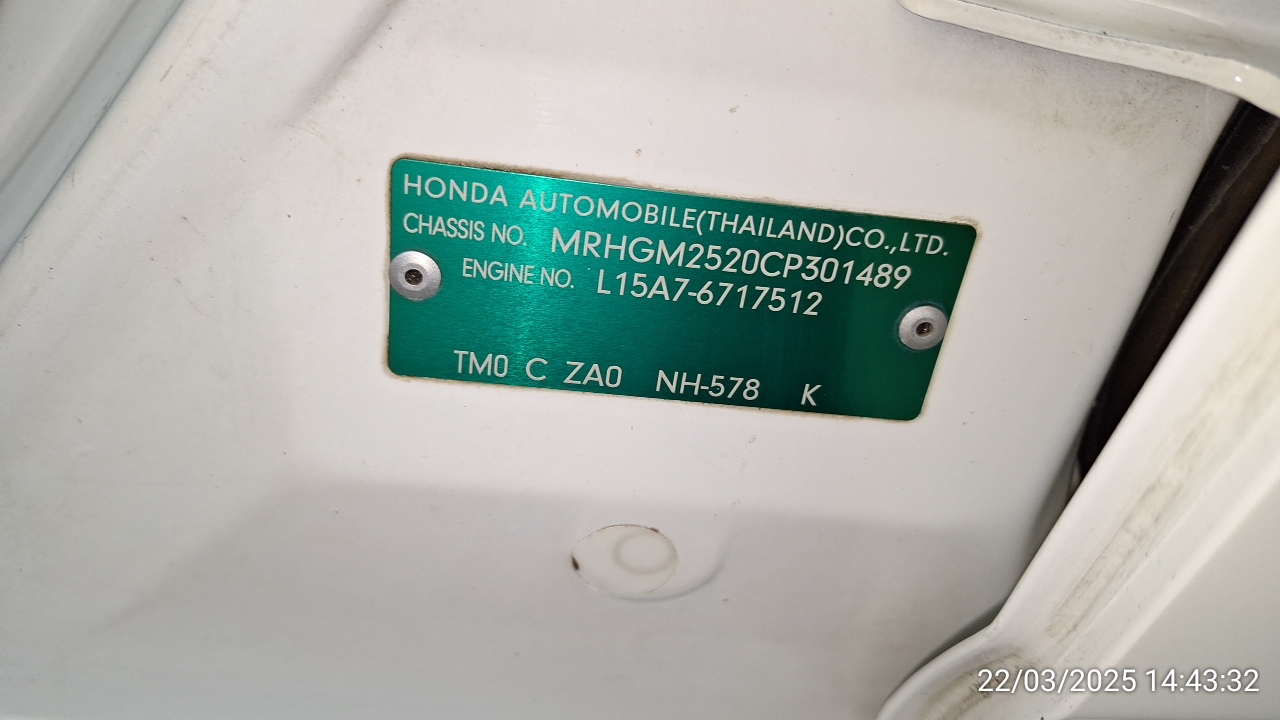 HONDA AUTOMOBILE(THAILAND)CO.,LTD.
CHASSIS NO. MRHGM2520CP301489
ENGINE NO. L15A7-6717512
TM0 C ZA0 NH-578 K
22/03/2025 14:43:32